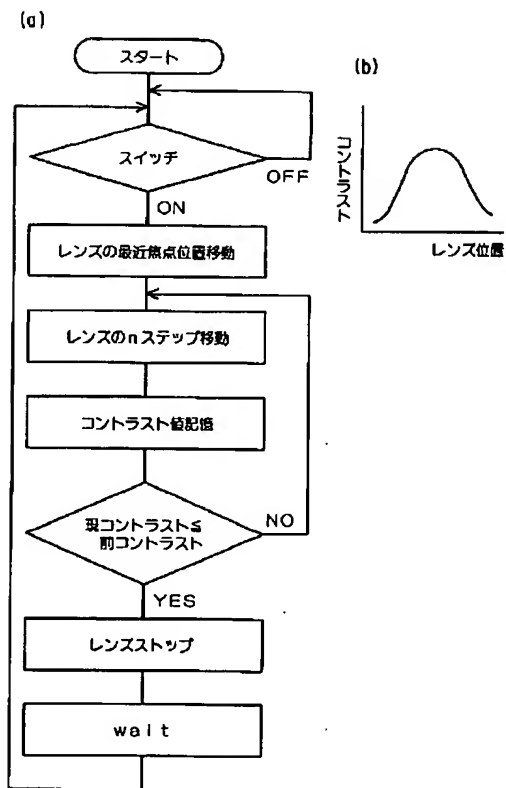 (a)
スタート
スイッチ
OFF
ON
レンズの最近焦点位置移動
レンズのnステップ移動
コントラスト値記憶
現コントラスト≦
前コントラスト
NO
YES
レンズストップ
wait
(b)
コントラスト
レンズ位置